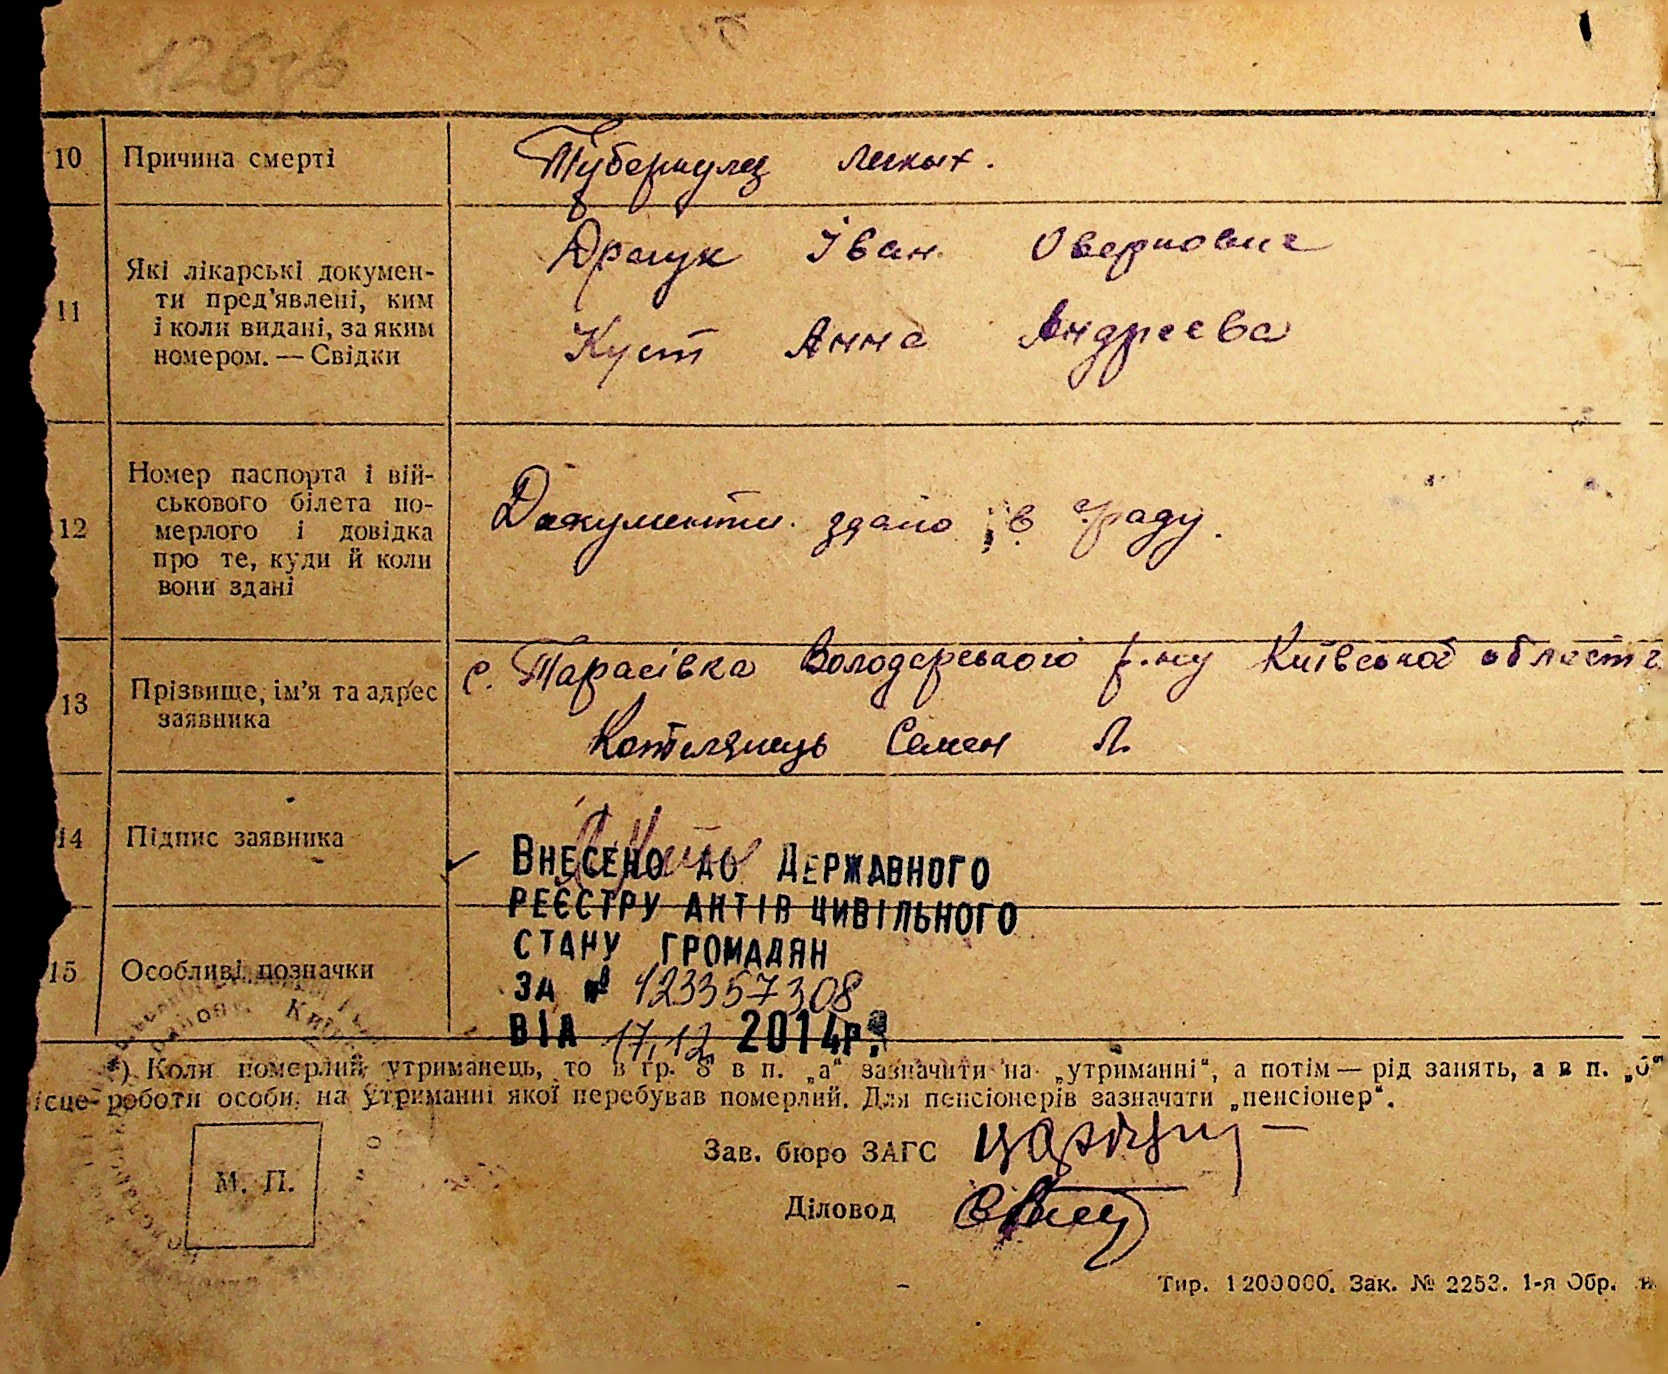 10 Причина смерті Туберкулез легких.
11 Які лікарські докумен-
ти пред'явлені, ким
і коли видані, за яким
номером. — Свідки
Іван
Куст Анна Андреєва
12 Номер паспорта і вій-
ськового білета по-
мерлого і довідка
про те, куди й коли
вони здані
Документи здано в с/раду.
13 Прізвище, ім'я та адрес
заявника
с. Тарасівка Володарського р-ну Київської області
Семен Л.
14 Підпис заявника
Внесено до Державного
реєстру актів цивільного
стану громадян
за № 123357308
від 17.12. 2014р.
15 Особливі позначки
*) Коли померлий утриманець, то в гр. 8 в п. „а“ зазначити на „утриманні“, а потім — рід занять, а в п. „б“
ісце роботи особи, на утриманні якої перебував померлий. Для пенсіонерів зазначати „пенсіонер“.
М. П.
Зав. бюро ЗАГС
Діловод
Тир. 1200000. Зак. № 2253. 1-я Обр.